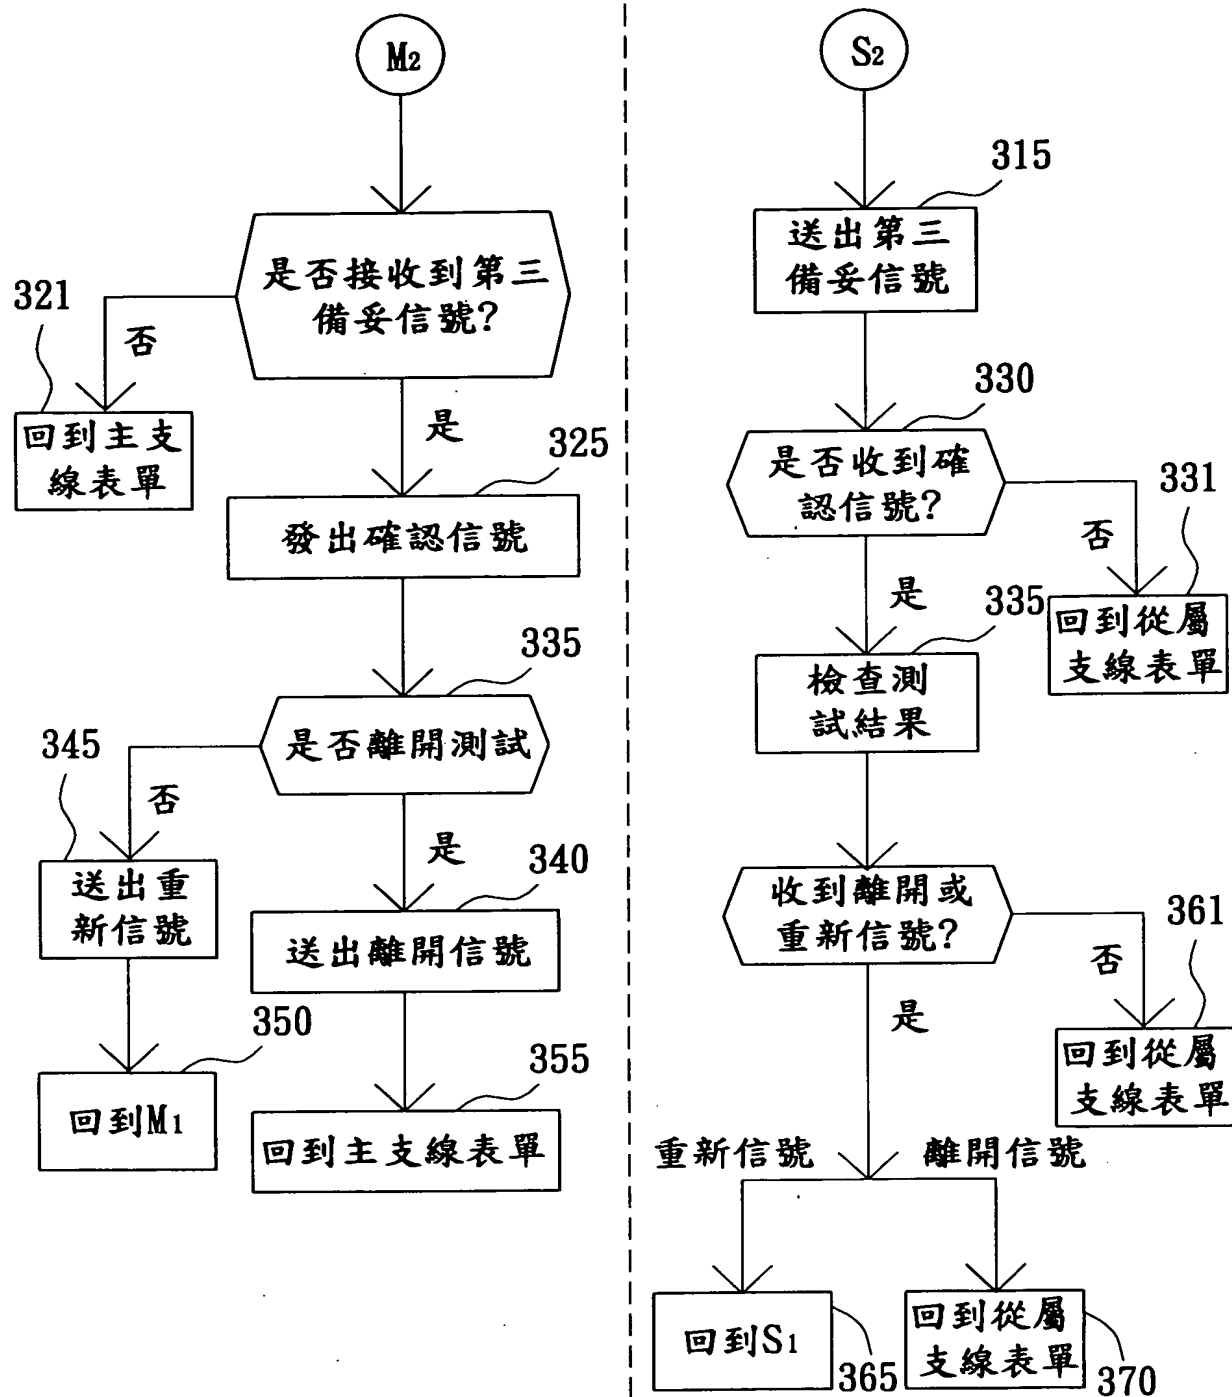 M2
是否接收到第三
備妥信號?
321
否
回到主支
線表單
是
325
發出確認信號
335
是否離開測試
345
否
送出重
新信號
是
340
送出離開信號
350
回到M1
355
回到主支線表單
S2
315
送出第三
備妥信號
330
是否收到確
認信號?
331
否
回到從屬
支線表單
是
335
檢查測
試結果
收到離開或
重新信號?
361
否
回到從屬
支線表單
是
重新信號
離開信號
回到S1
365
回到從屬
支線表單
370